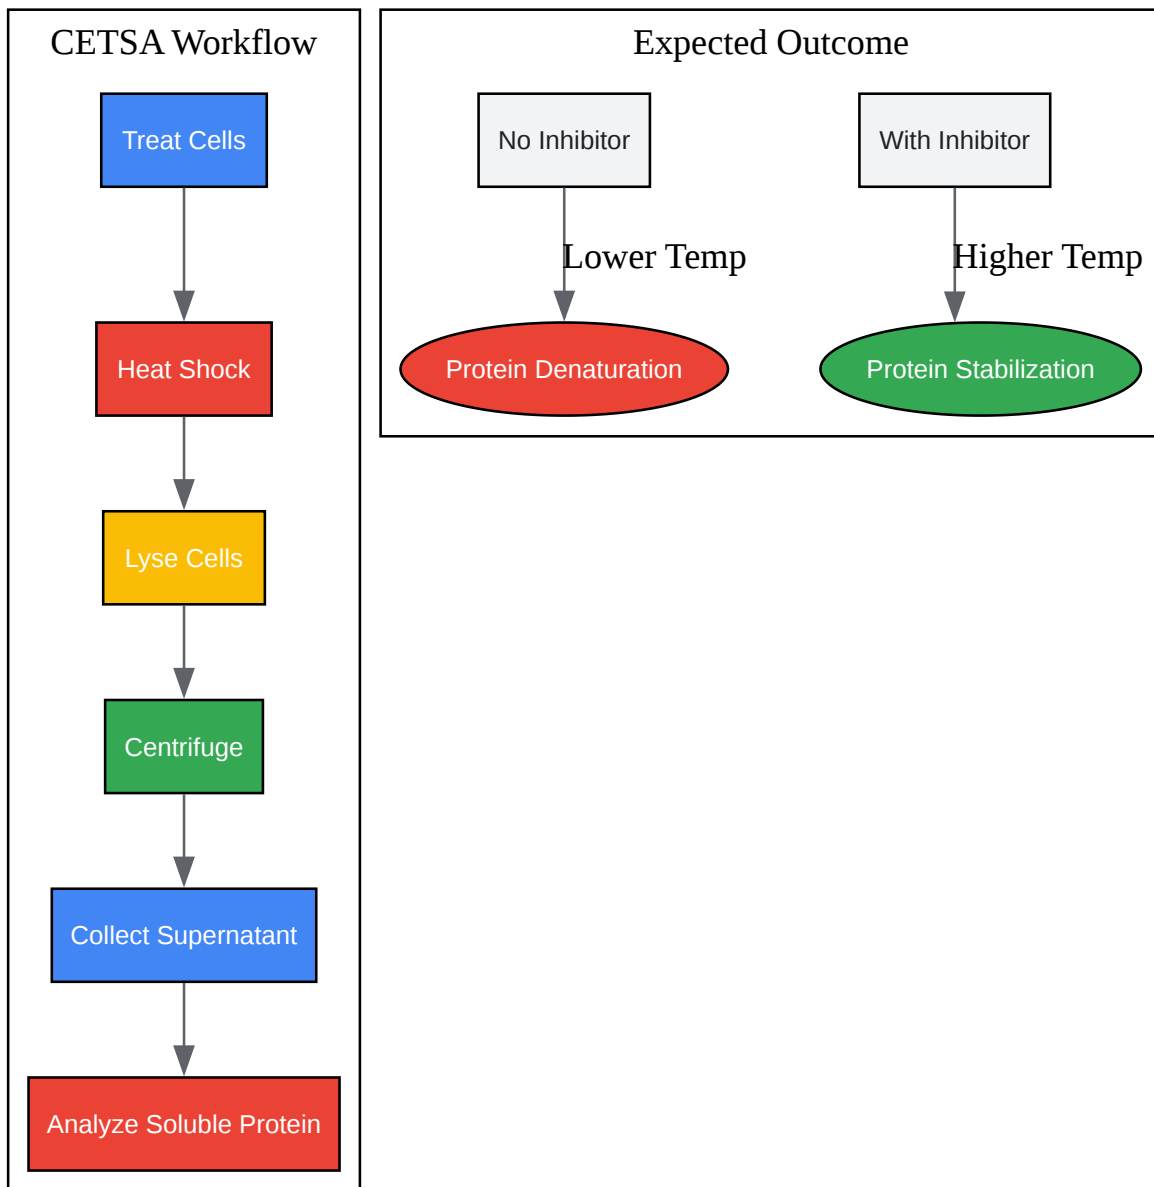 CETSA Workflow
Treat Cells
Heat Shock
Lyse Cells
Centrifuge
Collect Supernatant
Analyze Soluble Protein
Expected Outcome
No Inhibitor
With Inhibitor
Lower Temp
Higher Temp
Protein Denaturation
Protein Stabilization